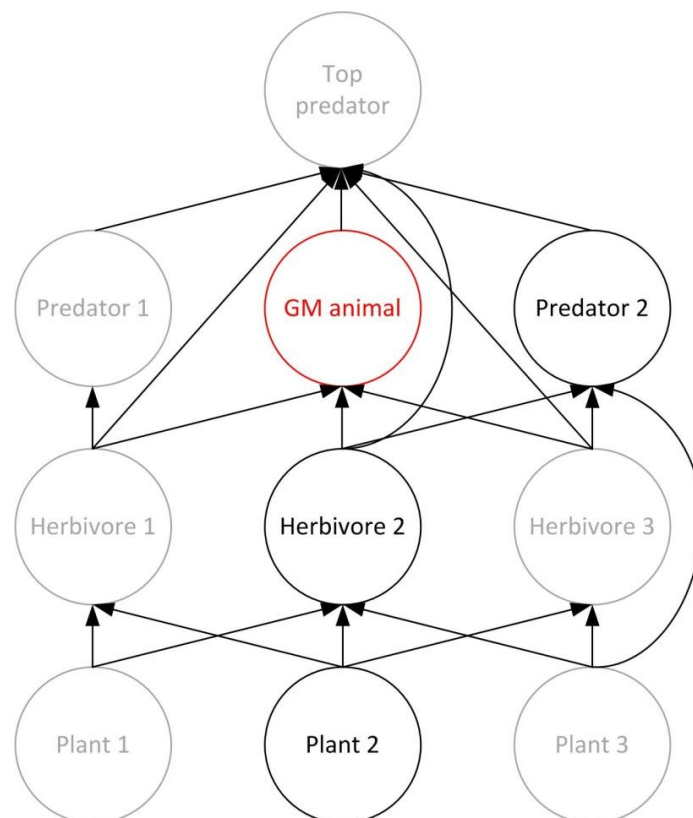 Top
predator
Predator 1
GM animal
Predator 2
Herbivore 1
Herbivore 2
Herbivore 3
Plant 1
Plant 2
Plant 3